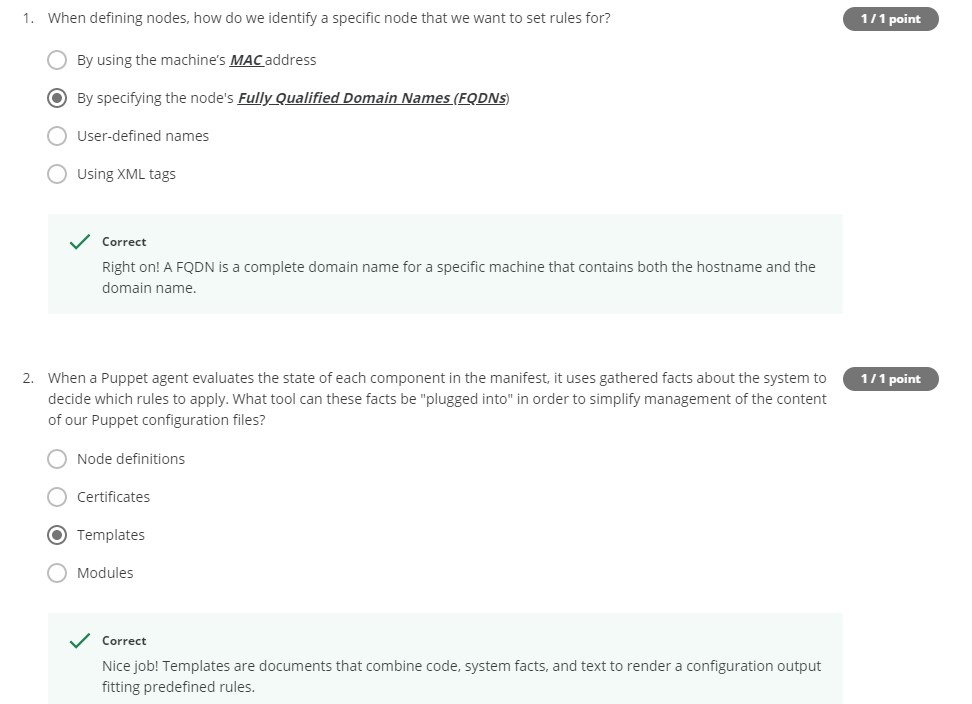 1. When defining nodes, how do we identify a specific node that we want to set rules for?
1 / 1 point
By using the machine’s MAC address
By specifying the node's Fully Qualified Domain Names (FQDNs)
User-defined names
Using XML tags
Correct
Right on! A FQDN is a complete domain name for a specific machine that contains both the hostname and the
domain name.
2. When a Puppet agent evaluates the state of each component in the manifest, it uses gathered facts about the system to
1 / 1 point
decide which rules to apply. What tool can these facts be "plugged into" in order to simplify management of the content
of our Puppet configuration files?
Node definitions
Certificates
Templates
Modules
Correct
Nice job! Templates are documents that combine code, system facts, and text to render a configuration output
fitting predefined rules.